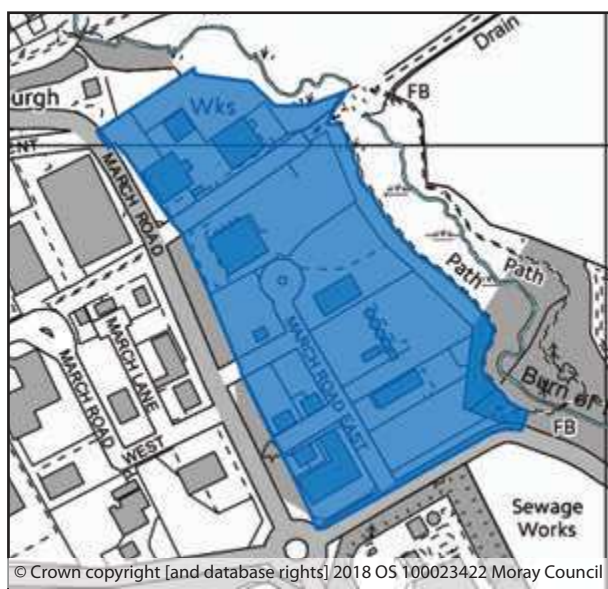 Drain
FB
urgh
Wks
ENT
MARCH ROAD
Path
Path
MARCH ROAD EAST
MARCH LANE
MARCH ROAD
WEST
Burn of
FB
Sewage
Works
© Crown copyright [and database rights] 2018 OS 100023422 Moray Council